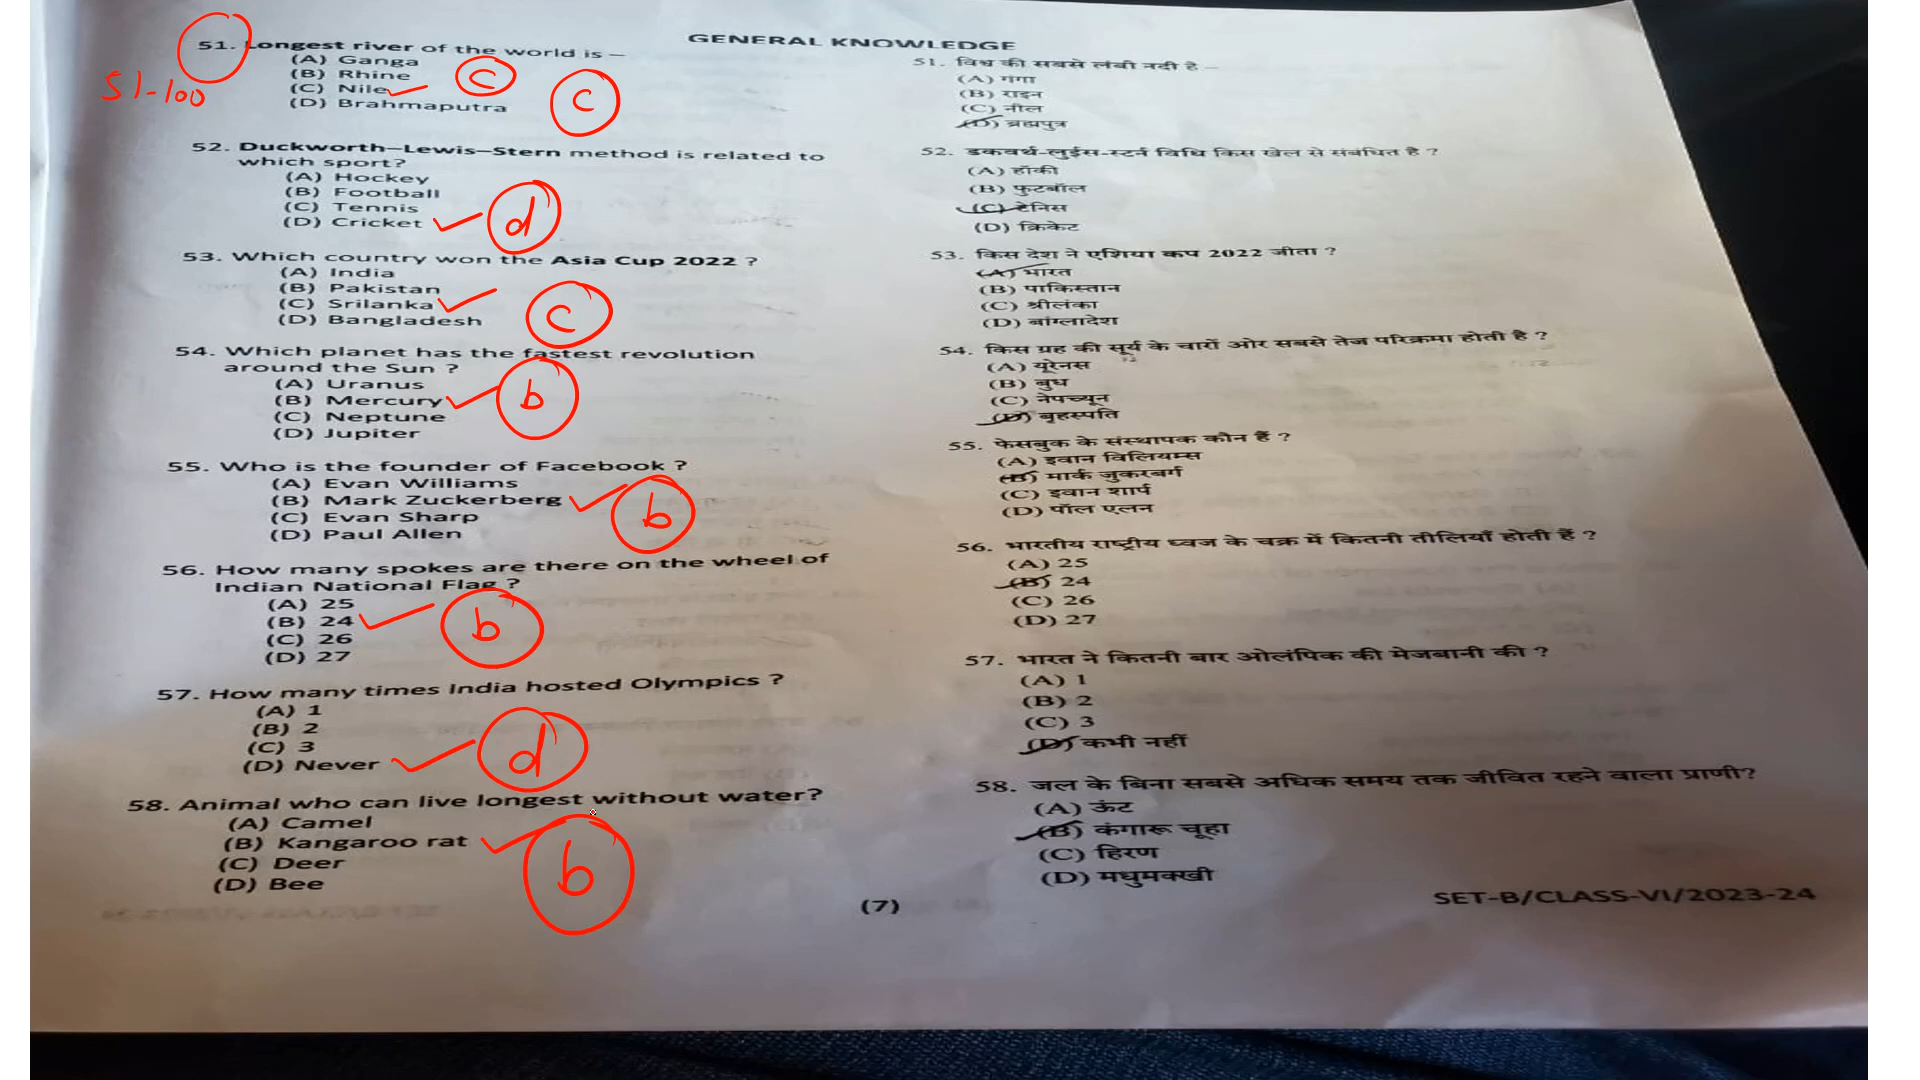 GENERAL KNOWLEDGE
51. Longest river of the world is –
(A) Ganga
(B) Rhine
(C) Nile
(D) Brahmaputra
51-100
c
c
52. Duckworth–Lewis–Stern method is related to
which sport?
(A) Hockey
(B) Football
(C) Tennis
(D) Cricket
d
53. Which country won the Asia Cup 2022 ?
(A) India
(B) Pakistan
(C) Srilanka
(D) Bangladesh
c
54. Which planet has the fastest revolution
around the Sun ?
(A) Uranus
(B) Mercury
(C) Neptune
(D) Jupiter
b
55. Who is the founder of Facebook ?
(A) Evan Williams
(B) Mark Zuckerberg
(C) Evan Sharp
(D) Paul Allen
b
56. How many spokes are there on the wheel of
Indian National Flag ?
(A) 25
(B) 24
(C) 26
(D) 27
b
57. How many times India hosted Olympics ?
(A) 1
(B) 2
(C) 3
(D) Never
d
58. Animal who can live longest without water?
(A) Camel
(B) Kangaroo rat
(C) Deer
(D) Bee
b
51. विश्व की सबसे लंबी नदी है –
(A) गंगा
(B) राइन
(C) नील
(D) ब्रह्मपुत्र
52. डकवर्थ-लुईस-स्टर्न विधि किस खेल से संबंधित है ?
(A) हॉकी
(B) फुटबॉल
(C) टेनिस
(D) क्रिकेट
53. किस देश ने एशिया कप 2022 जीता ?
(A) भारत
(B) पाकिस्तान
(C) श्रीलंका
(D) बांग्लादेश
54. किस ग्रह की सूर्य के चारों ओर सबसे तेज परिक्रमा होती है ?
(A) यूरेनस
(B) बुध
(C) नेपच्यून
(D) बृहस्पति
55. फेसबुक के संस्थापक कौन हैं ?
(A) इवान विलियम्स
(B) मार्क जुकरबर्ग
(C) इवान शार्प
(D) पॉल एलन
56. भारतीय राष्ट्रीय ध्वज के चक्र में कितनी तीलियाँ होती हैं ?
(A) 25
(B) 24
(C) 26
(D) 27
57. भारत ने कितनी बार ओलंपिक की मेजबानी की ?
(A) 1
(B) 2
(C) 3
(D) कभी नहीं
58. जल के बिना सबसे अधिक समय तक जीवित रहने वाला प्राणी?
(A) ऊंट
(B) कंगारू चूहा
(C) हिरण
(D) मधुमक्खी
(7)
SET-B/CLASS-VI/2023-24